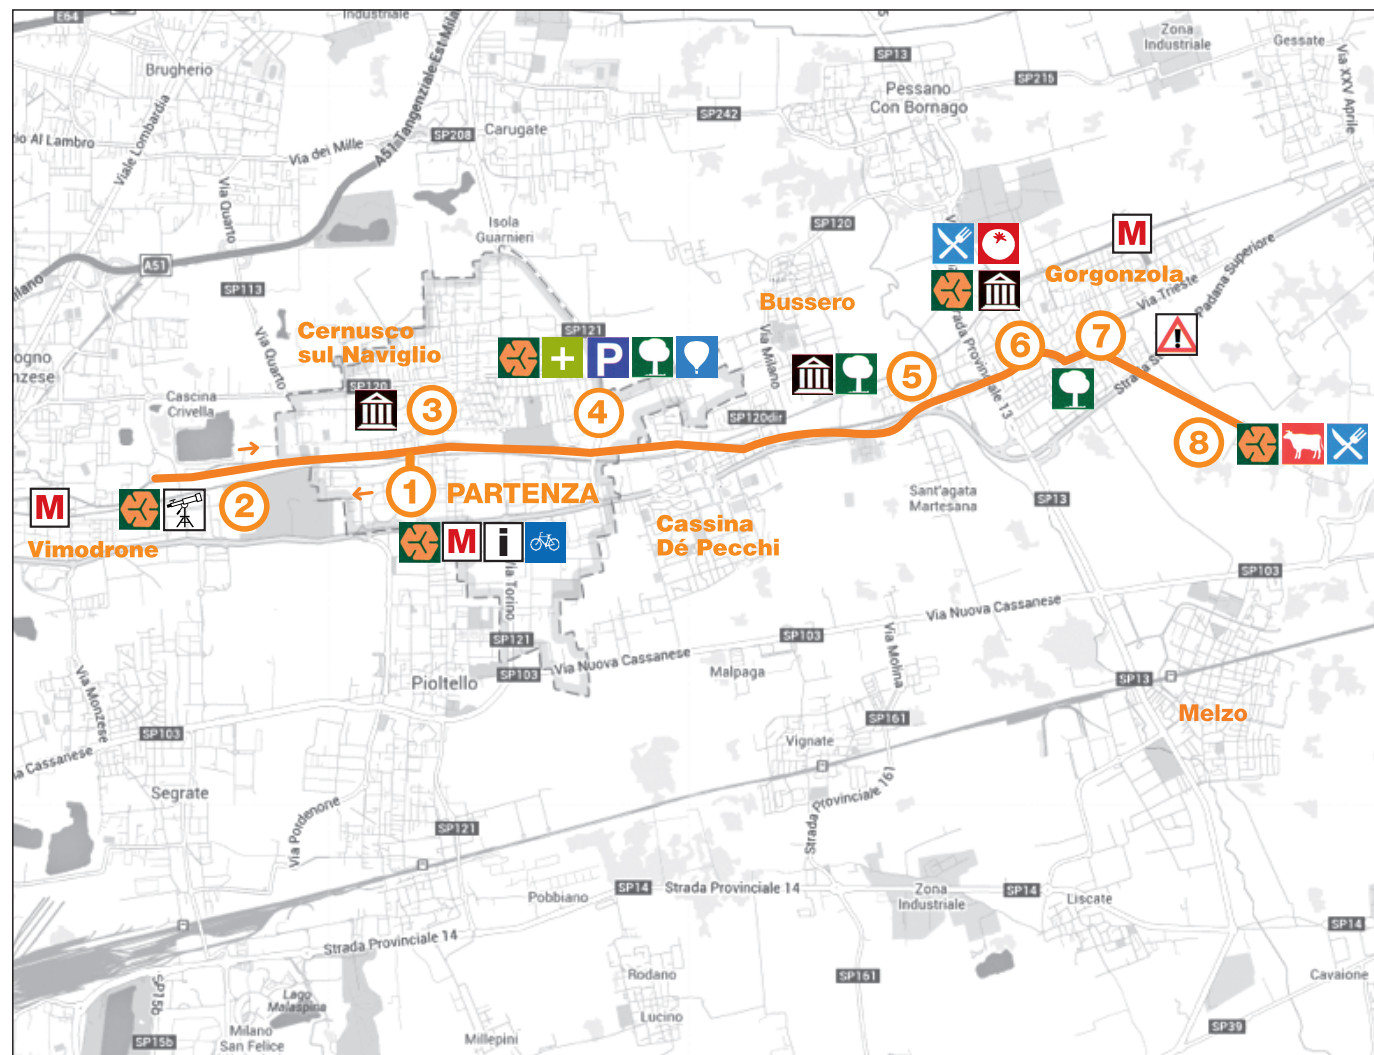 E64
Industriale
Brugherio
A51-Tangenziale Est Milano
SP13
Zona
Industriale
Gessate
Via XXV Aprile
SP215
Pessano
Con Bornago
SP242
SP208
Carugate
Viale Lombardia
Via dei Mille
Al Lambro
Via Quarto
Isola
Guarnieri
SP120
M
Gorgonzola
Via Trieste
Strada
Padana Superiore
A51
SP113
Bussero
Via Milano
Strada Provinciale 13
Cernusco
sul Naviglio
SP121
Via Quarto
+
P
6
7
!
SP120
3
4
5
Cascina
Crivella
SP120dir
8
M
2
1
PARTENZA
Vimodrone
M
i
Cassina
Dé Pecchi
Sant'agata
Martesana
SP13
Via Torino
SP103
Via Nuova Cassanese
SP121
SP103
Via Nuova Cassanese
SP103
Malpaga
Via Molina
Pioltello
Via Monzese
SP13
Melzo
SP161
Vignate
SP103
Via Cassanese
Segrate
Via Pordenone
SP121
Strada Provinciale 161
Pobbiano
SP14
Strada Provinciale 14
Zona
Industriale
SP14
Liscate
SP14
Strada Provinciale 14
SP15b
Rodano
SP161
Cavaione
Lago
Malaspina
Lucino
SP39
Milano
San Felice
SP15b
Millepini